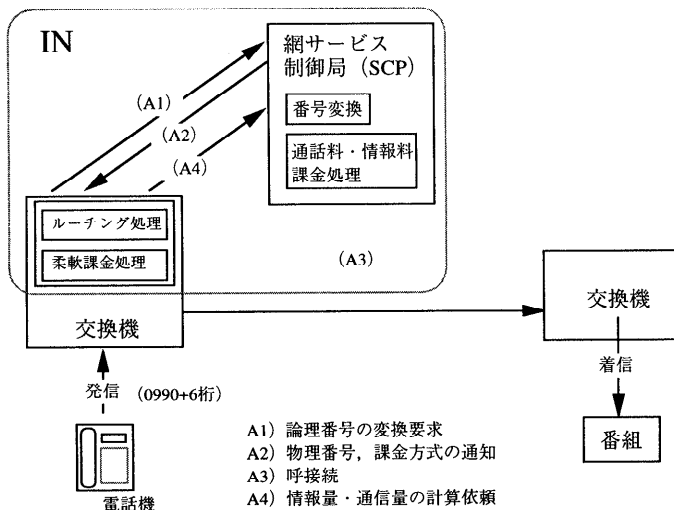 IN
網サービス
制御局（SCP）
番号変換
通話料・情報料
課金処理
(A1)
(A2)
(A4)
ルーチング処理
柔軟課金処理
(A3)
交換機
交換機
発信
(0990+6桁)
着信
番組
電話機
A1）論理番号の変換要求
A2）物理番号，課金方式の通知
A3）呼接続
A4）情報量・通信量の計算依頼